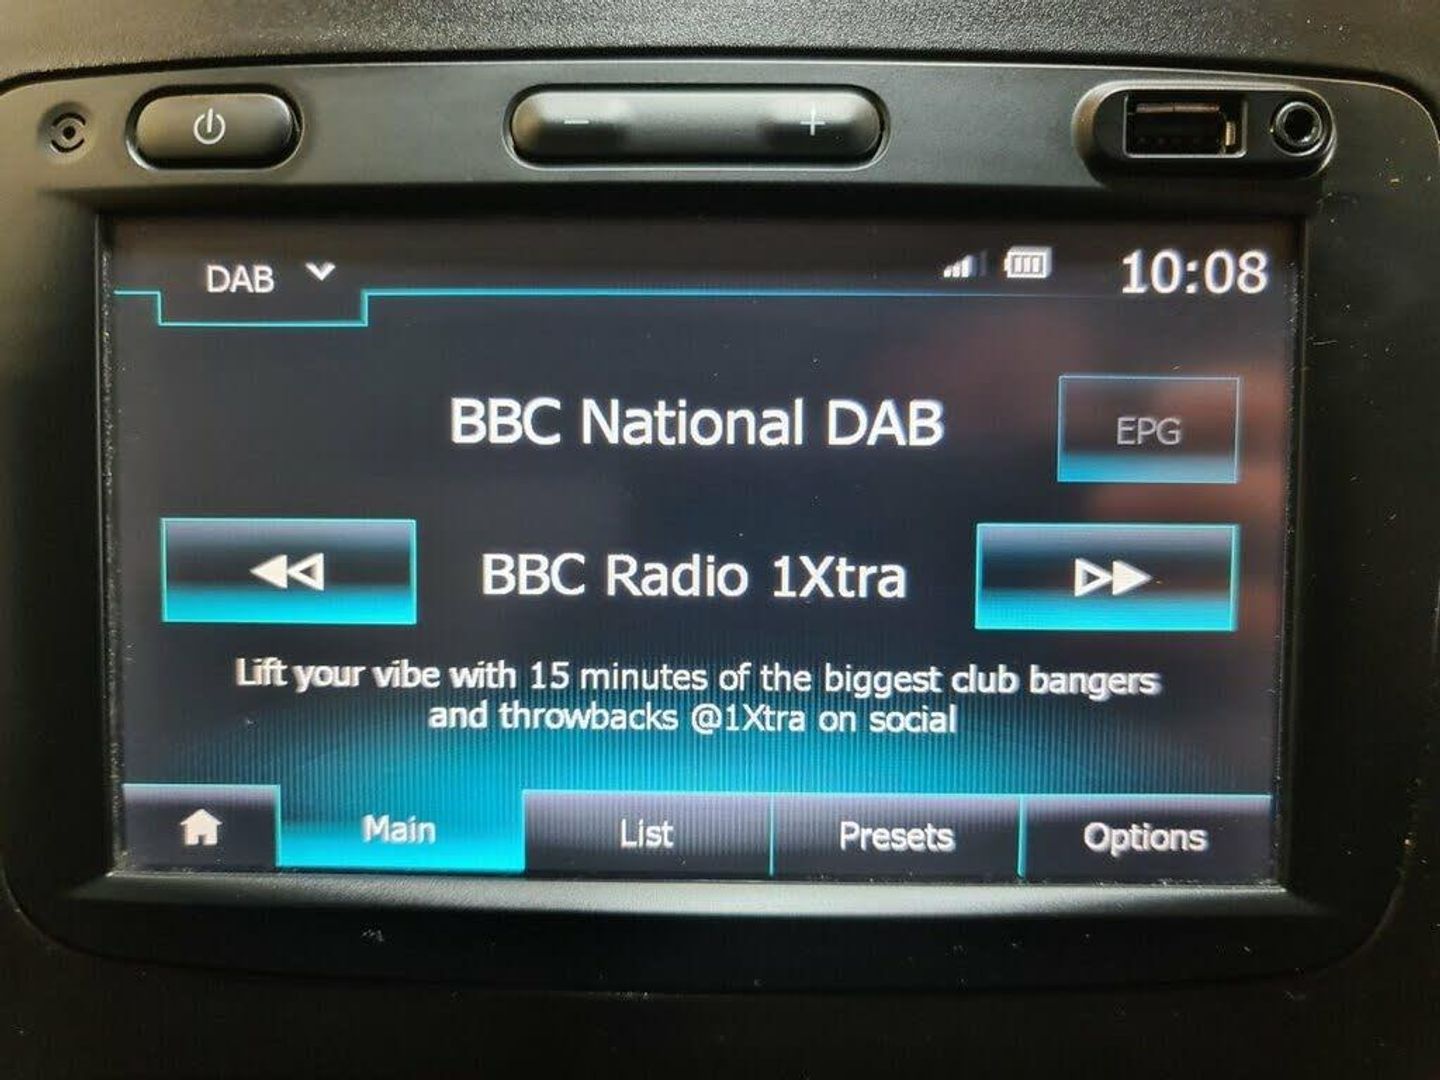 DAB
10:08
BBC National DAB
EPG
BBC Radio 1Xtra
Lift your vibe with 15 minutes of the biggest club bangers
and throwbacks @1Xtra on social
Main
List
Presets
Options